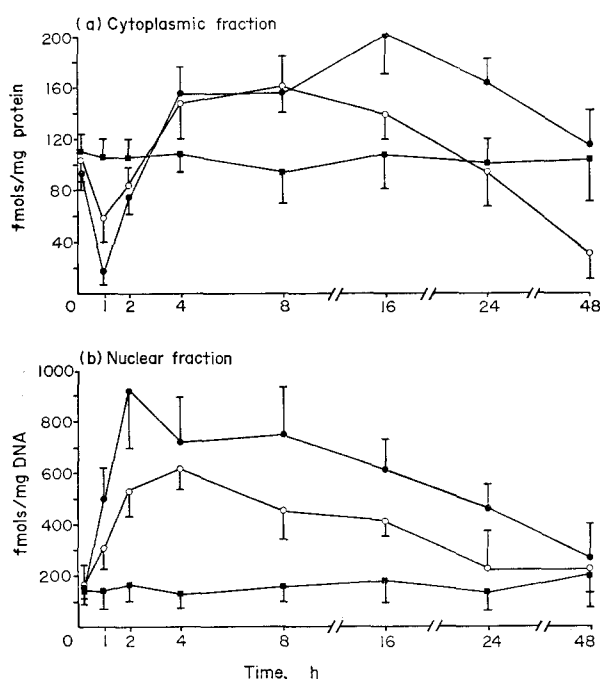 (a) Cytoplasmic fraction
200
160
120
80
40
fmols/mg protein
0 1 2 4 8 16 24 48
(b) Nuclear fraction
1000
800
600
400
200
fmols/mg DNA
0 1 2 4 8 16 24 48
Time, h